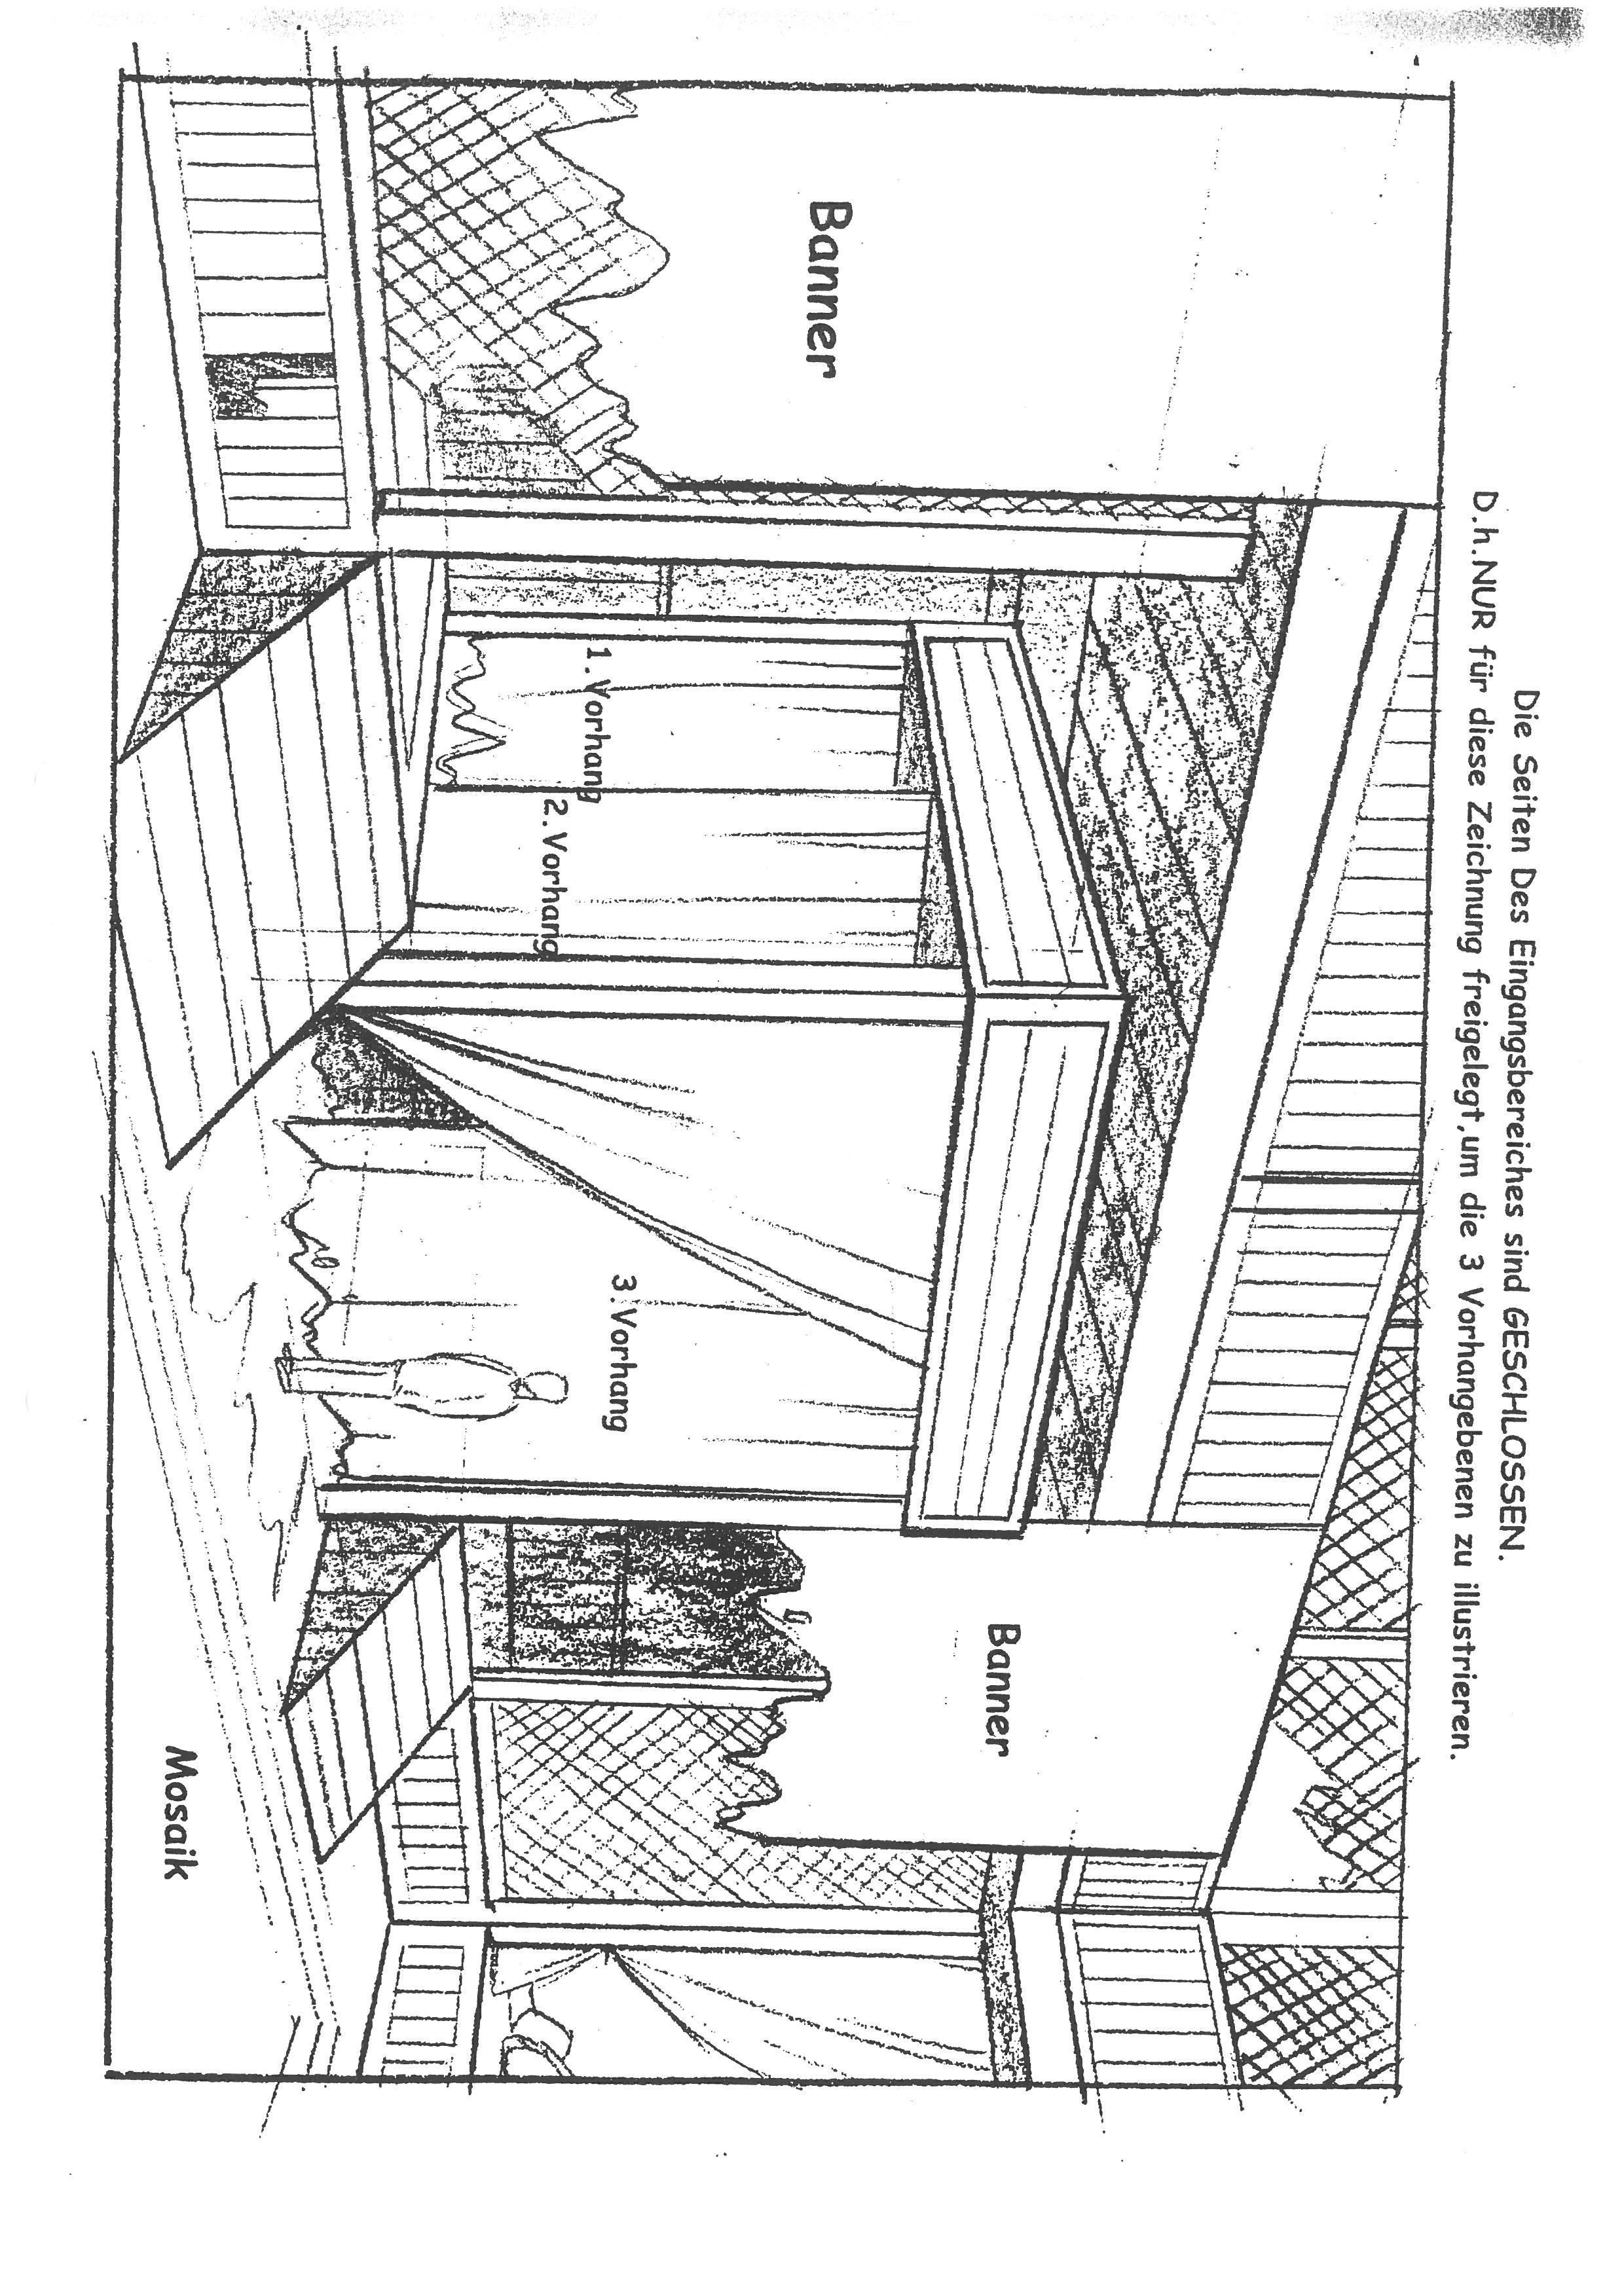 Die Seiten Des Eingangsbereiches sind GESCHLOSSEN.
D.h.NUR für diese Zeichnung freigelegt,um die 3 Vorhangebenen zu illustrieren.
Banner
Banner
1.Vorhang
2.Vorhang
3.Vorhang
Mosaik